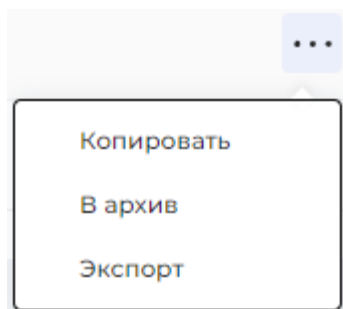 Копировать
В архив
Экспорт